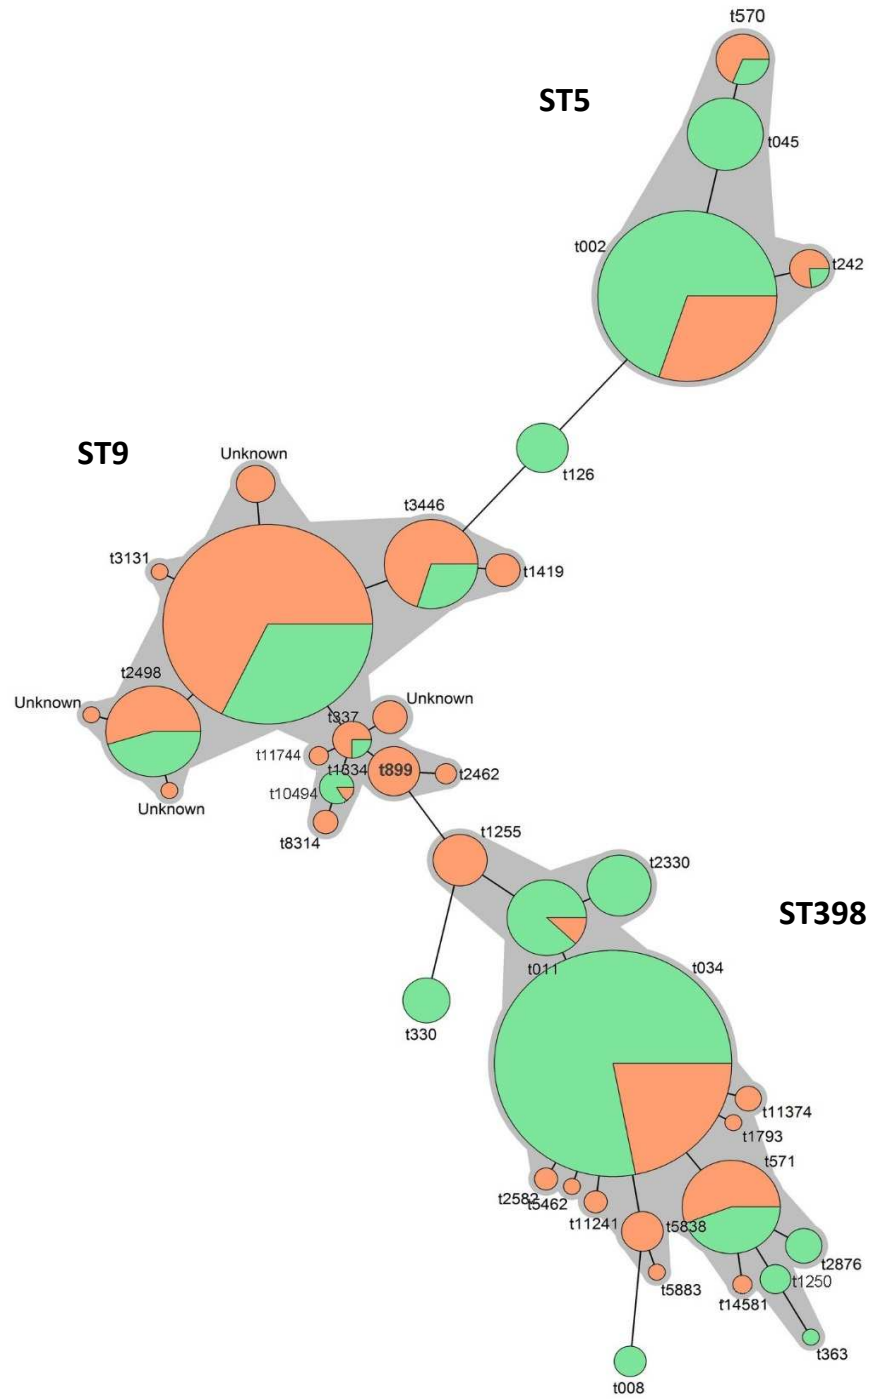 t570
ST5
t045
t002
t242
ST9
Unknown
t126
t3446
t3131
t1419
t2498
Unknown
Unknown
t337
t11744
t1334
t899
t2462
t10494
Unknown
t8314
t1255
t2330
ST398
t011
t034
t330
t11374
t1793
t571
t2582
t5462
t11241
t5838
t2876
t5883
t14581
t1250
t363
t008